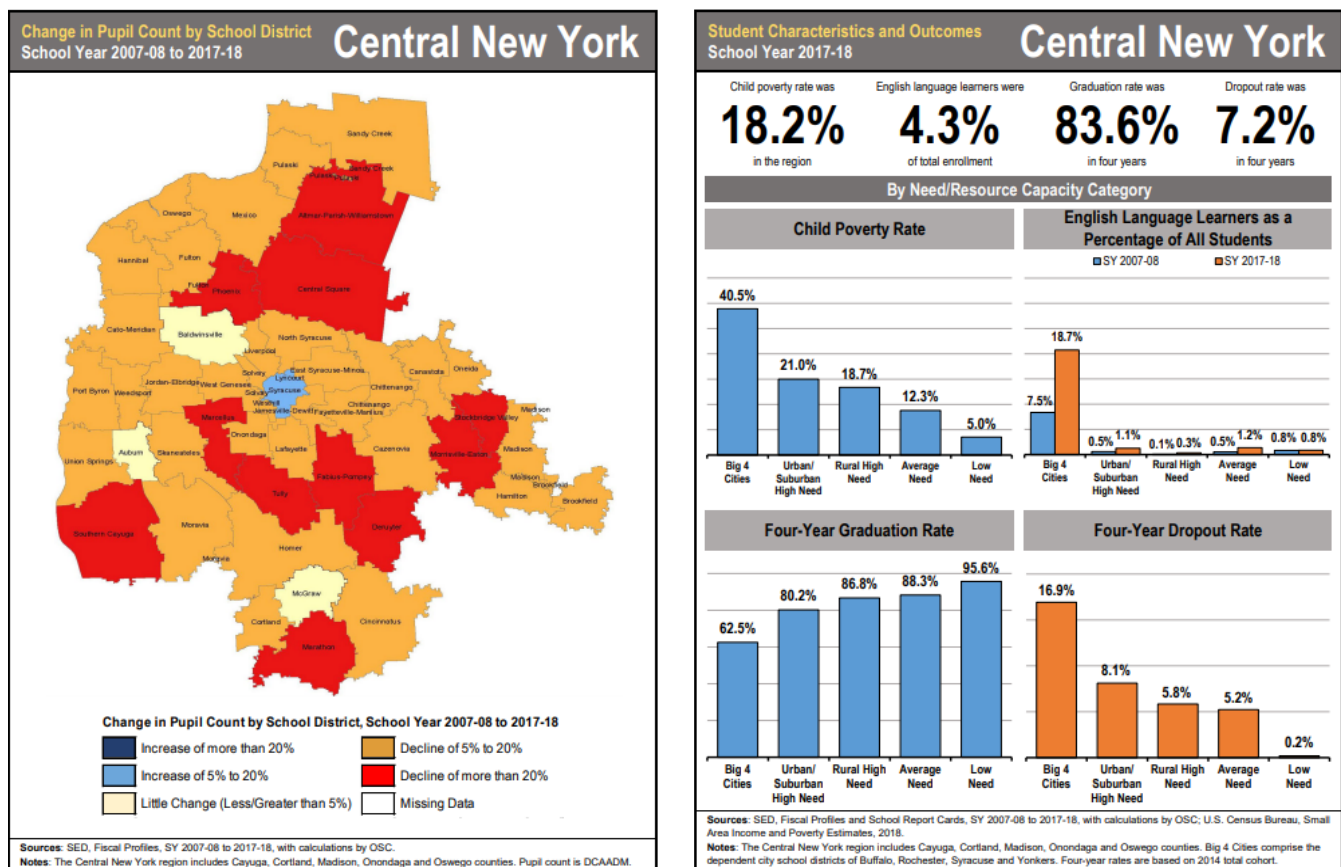 Change in Pupil Count by School District
School Year 2007-08 to 2017-18
Central New York
Sandy Creek
Pulaski
Sandy Creek
Altmar-Parish-Williamstown
Oswego
Mexico
Hannibal
Fulton
Phoenix
Central Square
Cato-Meridian
Baldwinsville
North Syracuse
Liverpool
Solvay
Lyncourt
East Syracuse-Minoa
Canastota
Oneida
Port Byron
Weedsport
Jordan-Elbridge
West Genesee
Solvay
Syracuse
Chittenango
Westhill
Jamesville-Dewitt
Fayetteville-Manlius
Chittenango
Marcellus
Stockbridge Valley
Madison
Auburn
Skaneateles
Onondaga
Lafayette
Cazenovia
Morrisville-Eaton
Madison
Union Springs
Fabius-Pompey
Madison
Brookfield
Tully
Hamilton
Brookfield
Southern Cayuga
Moravia
Deruyter
Homer
Moravia
McGraw
Cortland
Cincinnatus
Marathon
Change in Pupil Count by School District, School Year 2007-08 to 2017-18
Increase of more than 20%
Decline of 5% to 20%
Increase of 5% to 20%
Decline of more than 20%
Little Change (Less/Greater than 5%)
Missing Data
Sources: SED, Fiscal Profiles, SY 2007-08 to 2017-18, with calculations by OSC.
Notes: The Central New York region includes Cayuga, Cortland, Madison, Onondaga and Oswego counties. Pupil count is DCAADM.
Student Characteristics and Outcomes
School Year 2017-18
Central New York
Child poverty rate was
18.2%
in the region
English language learners were
4.3%
of total enrollment
Graduation rate was
83.6%
in four years
Dropout rate was
7.2%
in four years
By Need/Resource Capacity Category
Child Poverty Rate
40.5%
21.0%
18.7%
12.3%
5.0%
Big 4
Cities
Urban/
Suburban
High Need
Rural High
Need
Average
Need
Low
Need
English Language Learners as a
Percentage of All Students
SY 2007-08
SY 2017-18
7.5%
18.7%
0.5%
1.1%
0.1%
0.3%
0.5%
1.2%
0.8%
0.8%
Big 4
Cities
Urban/
Suburban
High Need
Rural High
Need
Average
Need
Low
Need
Four-Year Graduation Rate
62.5%
80.2%
86.8%
88.3%
95.6%
Big 4
Cities
Urban/
Suburban
High Need
Rural High
Need
Average
Need
Low
Need
Four-Year Dropout Rate
16.9%
8.1%
5.8%
5.2%
0.2%
Big 4
Cities
Urban/
Suburban
High Need
Rural High
Need
Average
Need
Low
Need
Sources: SED, Fiscal Profiles and School Report Cards, SY 2007-08 to 2017-18, with calculations by OSC; U.S. Census Bureau, Small
Area Income and Poverty Estimates, 2018.
Notes: The Central New York region includes Cayuga, Cortland, Madison, Onondaga and Oswego counties. Big 4 Cities comprise the
dependent city school districts of Buffalo, Rochester, Syracuse and Yonkers. Four-year rates are based on 2014 total cohort.